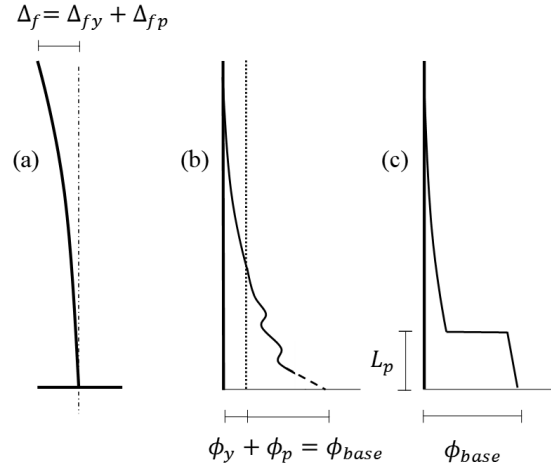 Δ_f = Δ_fy + Δ_fp
(a)
(b)
(c)
L_p
ϕ_y + ϕ_p = ϕ_base
ϕ_base